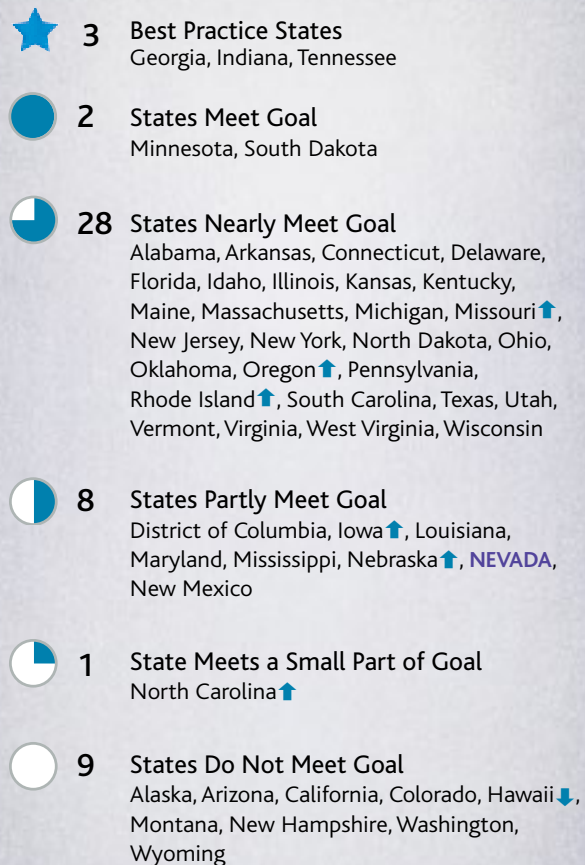 3 Best Practice States
Georgia, Indiana, Tennessee
2 States Meet Goal
Minnesota, South Dakota
28 States Nearly Meet Goal
Alabama, Arkansas, Connecticut, Delaware,
Florida, Idaho, Illinois, Kansas, Kentucky,
Maine, Massachusetts, Michigan, Missouri⬆,
New Jersey, New York, North Dakota, Ohio,
Oklahoma, Oregon⬆, Pennsylvania,
Rhode Island⬆, South Carolina, Texas, Utah,
Vermont, Virginia, West Virginia, Wisconsin
8 States Partly Meet Goal
District of Columbia, Iowa⬆, Louisiana,
Maryland, Mississippi, Nebraska⬆, NEVADA,
New Mexico
1 State Meets a Small Part of Goal
North Carolina⬆
9 States Do Not Meet Goal
Alaska, Arizona, California, Colorado, Hawaii⬇,
Montana, New Hampshire, Washington,
Wyoming